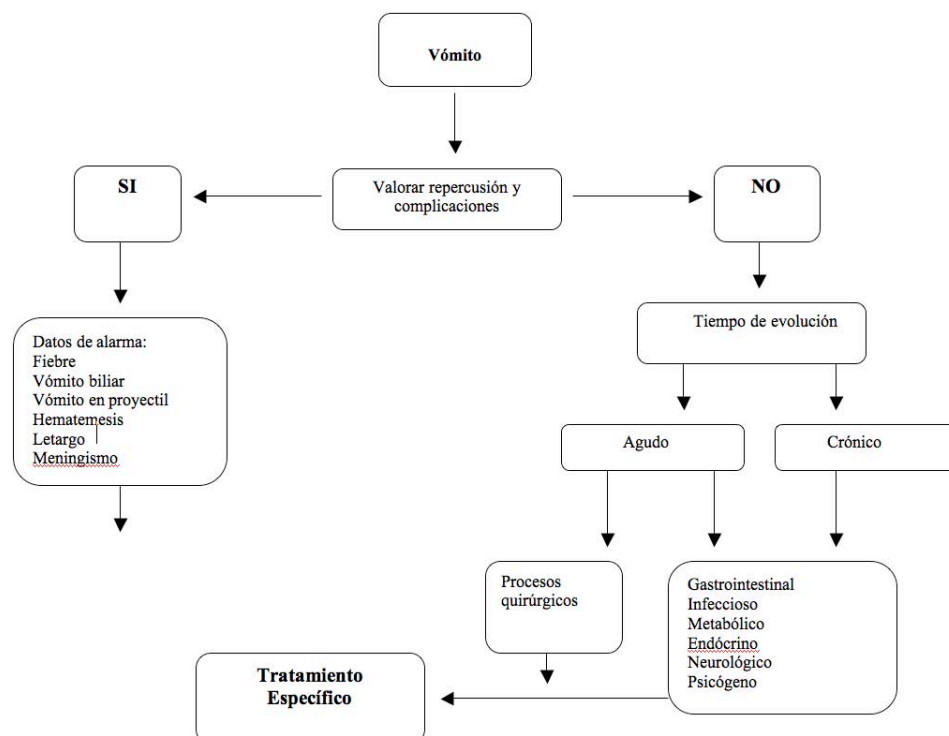 Vómito
SI
Valorar repercusión y
complicaciones
NO
Tiempo de evolución
Datos de alarma:
Fiebre
Vómito biliar
Vómito en proyectil
Hematemesis
Letargo
Meningismo
Agudo
Crónico
Procesos
quirúrgicos
Gastrointestinal
Infeccioso
Metabólico
Endócrino
Neurológico
Psicógeno
Tratamiento
Específico